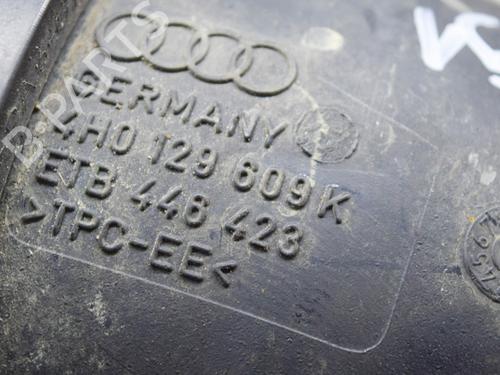 B-PARTS
GERMANY
4H0 129 609 K
ETB 446 423
>TPC-EE<